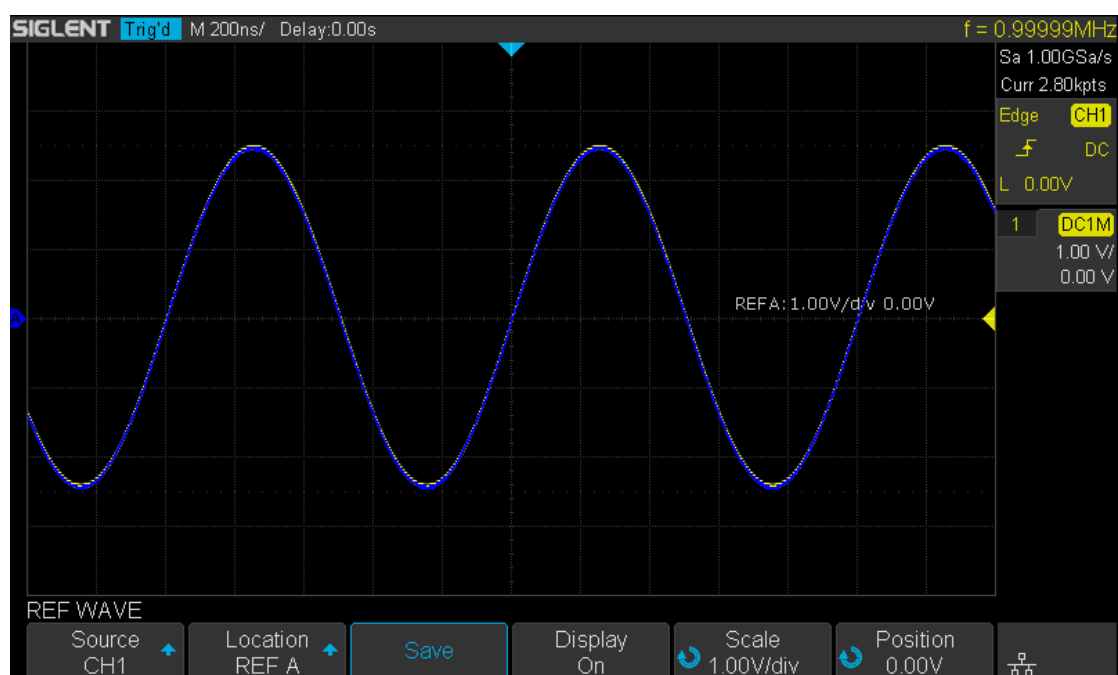 SIGLENT Trig'd M 200ns/ Delay:0.00s f = 0.99999MHz
Sa 1.00GSa/s
Curr 2.80kpts
Edge CH1
DC
L 0.00V
1 DC1M
1.00 V/
0.00 V
REFA:1.00V/div 0.00V
A
REF WAVE
Source CH1
Location REF A
Save
Display On
Scale 1.00V/div
Position 0.00V